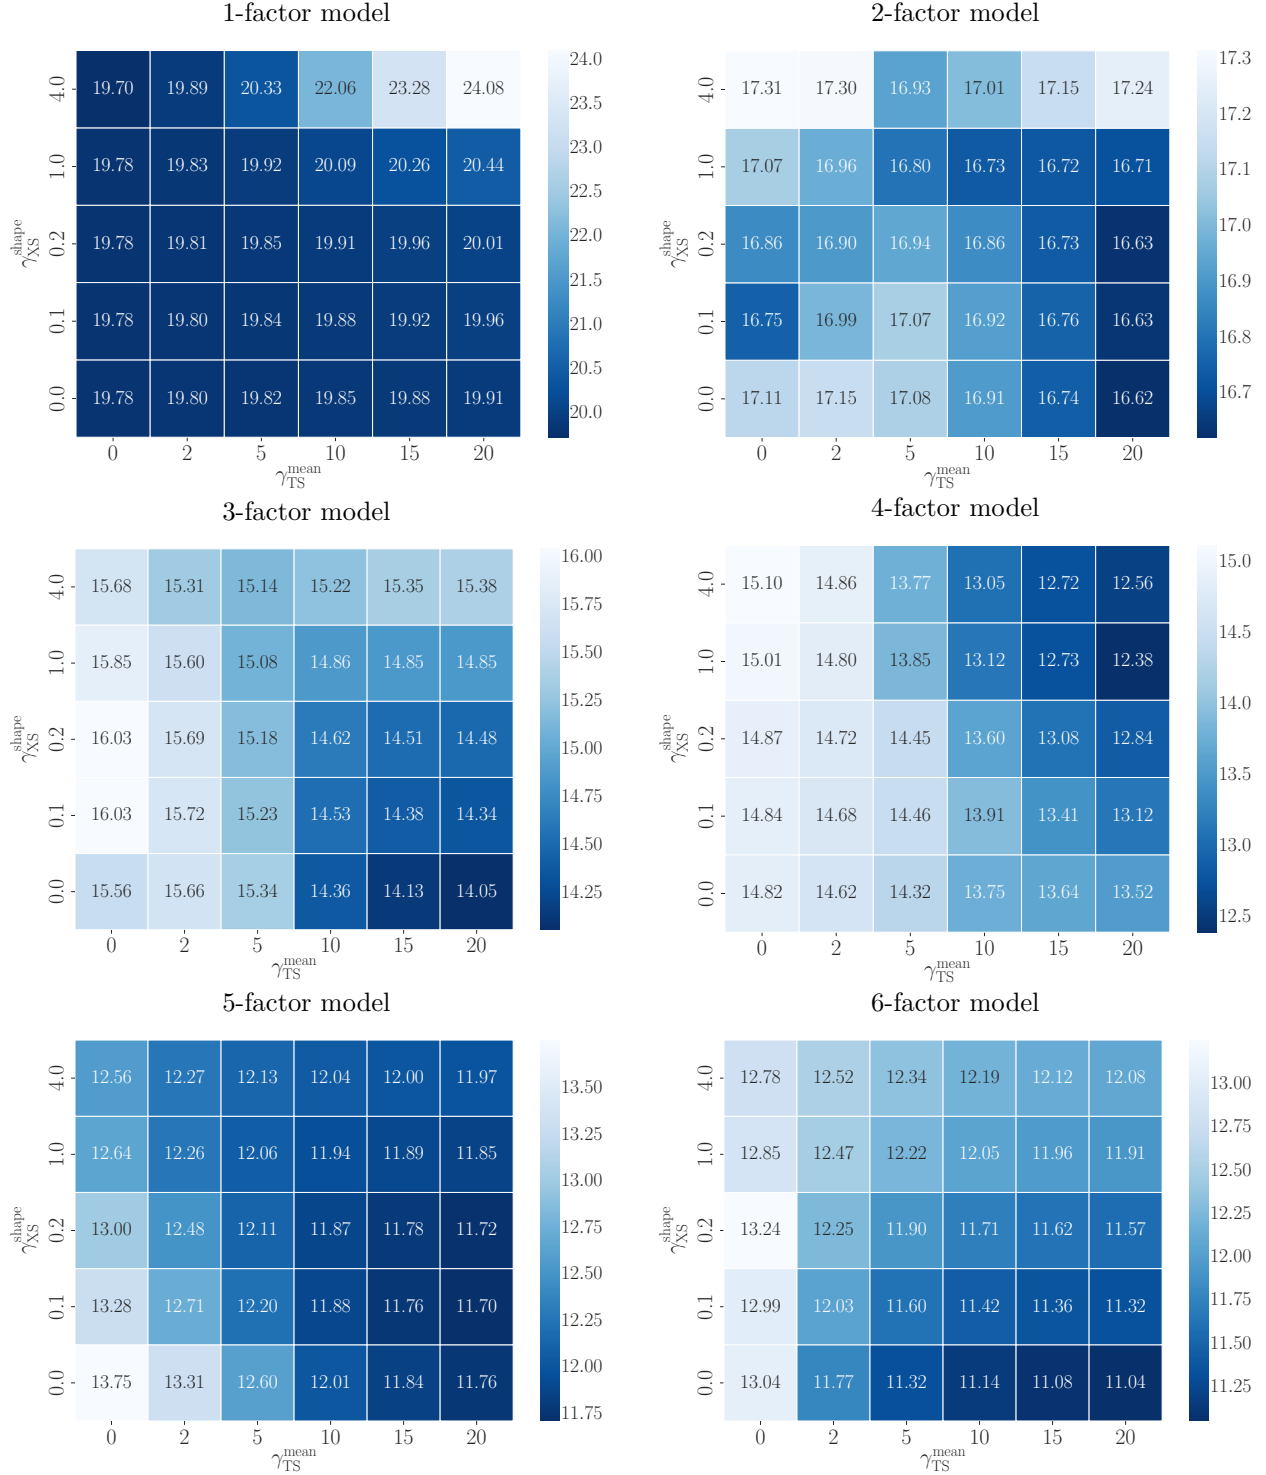 1-factor model
4.0 19.70 19.89 20.33 22.06 23.28 24.08
1.0 19.78 19.83 19.92 20.09 20.26 20.44
0.2 19.78 19.81 19.85 19.91 19.96 20.01
0.1 19.78 19.80 19.84 19.88 19.92 19.96
0.0 19.78 19.80 19.82 19.85 19.88 19.91
0 2 5 10 15 20
γ_XS^shape
γ_TS^mean
24.0
23.5
23.0
22.5
22.0
21.5
21.0
20.5
20.0
2-factor model
4.0 17.31 17.30 16.93 17.01 17.15 17.24
1.0 17.07 16.96 16.80 16.73 16.72 16.71
0.2 16.86 16.90 16.94 16.86 16.73 16.63
0.1 16.75 16.99 17.07 16.92 16.76 16.63
0.0 17.11 17.15 17.08 16.91 16.74 16.62
0 2 5 10 15 20
γ_XS^shape
γ_TS^mean
17.3
17.2
17.1
17.0
16.9
16.8
16.7
3-factor model
4.0 15.68 15.31 15.14 15.22 15.35 15.38
1.0 15.85 15.60 15.08 14.86 14.85 14.85
0.2 16.03 15.69 15.18 14.62 14.51 14.48
0.1 16.03 15.72 15.23 14.53 14.38 14.34
0.0 15.56 15.66 15.34 14.36 14.13 14.05
0 2 5 10 15 20
γ_XS^shape
γ_TS^mean
16.00
15.75
15.50
15.25
15.00
14.75
14.50
14.25
4-factor model
4.0 15.10 14.86 13.77 13.05 12.72 12.56
1.0 15.01 14.80 13.85 13.12 12.73 12.38
0.2 14.87 14.72 14.45 13.60 13.08 12.84
0.1 14.84 14.68 14.46 13.91 13.41 13.12
0.0 14.82 14.62 14.32 13.75 13.64 13.52
0 2 5 10 15 20
γ_XS^shape
γ_TS^mean
15.0
14.5
14.0
13.5
13.0
12.5
5-factor model
4.0 12.56 12.27 12.13 12.04 12.00 11.97
1.0 12.64 12.26 12.06 11.94 11.89 11.85
0.2 13.00 12.48 12.11 11.87 11.78 11.72
0.1 13.28 12.71 12.20 11.88 11.76 11.70
0.0 13.75 13.31 12.60 12.01 11.84 11.76
0 2 5 10 15 20
γ_XS^shape
γ_TS^mean
13.50
13.25
13.00
12.75
12.50
12.25
12.00
11.75
6-factor model
4.0 12.78 12.52 12.34 12.19 12.12 12.08
1.0 12.85 12.47 12.22 12.05 11.96 11.91
0.2 13.24 12.25 11.90 11.71 11.62 11.57
0.1 12.99 12.03 11.60 11.42 11.36 11.32
0.0 13.04 11.77 11.32 11.14 11.08 11.04
0 2 5 10 15 20
γ_XS^shape
γ_TS^mean
13.00
12.75
12.50
12.25
12.00
11.75
11.50
11.25